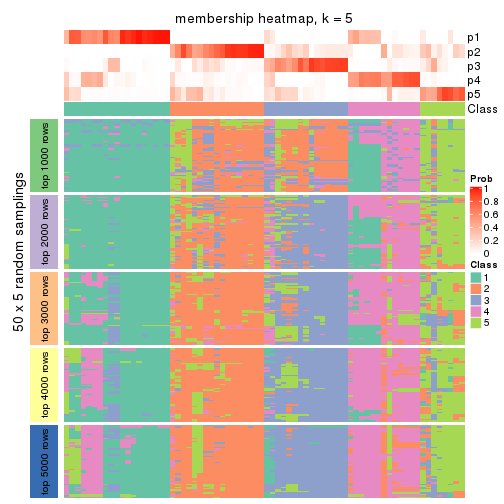 membership heatmap, k = 5
p1
p2
p3
p4
p5
Class
50 x 5 random samplings
top 1000 rows
top 2000 rows
top 3000 rows
top 4000 rows
top 5000 rows
Prob
1
0.8
0.6
0.4
0.2
0
Class
1
2
3
4
5